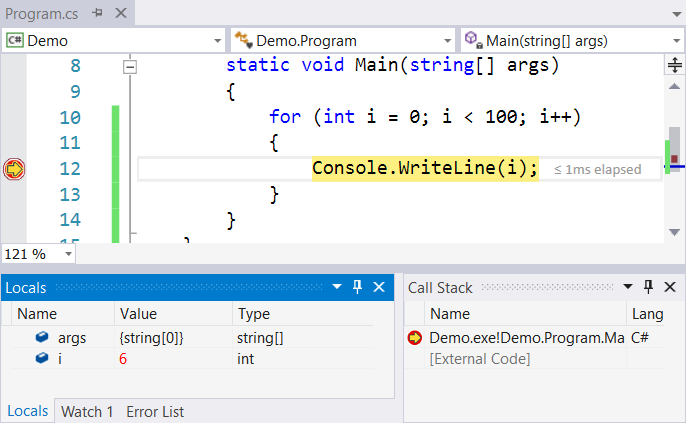 Program.cs
C# Demo Demo.Program Main(string[] args)
8 static void Main(string[] args)
9 {
10 for (int i = 0; i < 100; i++)
11 {
12 Console.WriteLine(i); ≤ 1ms elapsed
13 }
14 }
15 }
121 %
Locals
Name Value Type
args {string[0]} string[]
i 6 int
Locals Watch 1 Error List
Call Stack
Name Lang
Demo.exe!Demo.Program.Ma C#
[External Code]